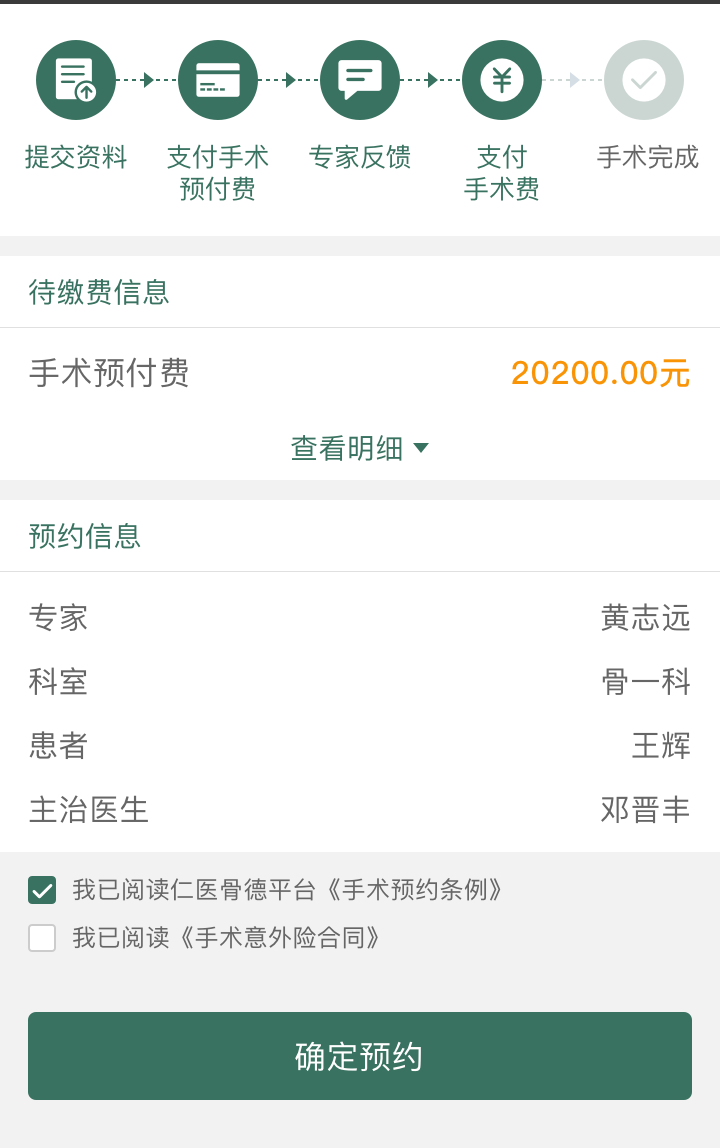 提交资料
支付手术
预付费
专家反馈
支付
手术费
手术完成
待缴费信息
手术预付费 20200.00元
查看明细
预约信息
专家 黄志远
科室 骨一科
患者 王辉
主治医生 邓晋丰
我已阅读仁医骨德平台《手术预约条例》
我已阅读《手术意外险合同》
确定预约